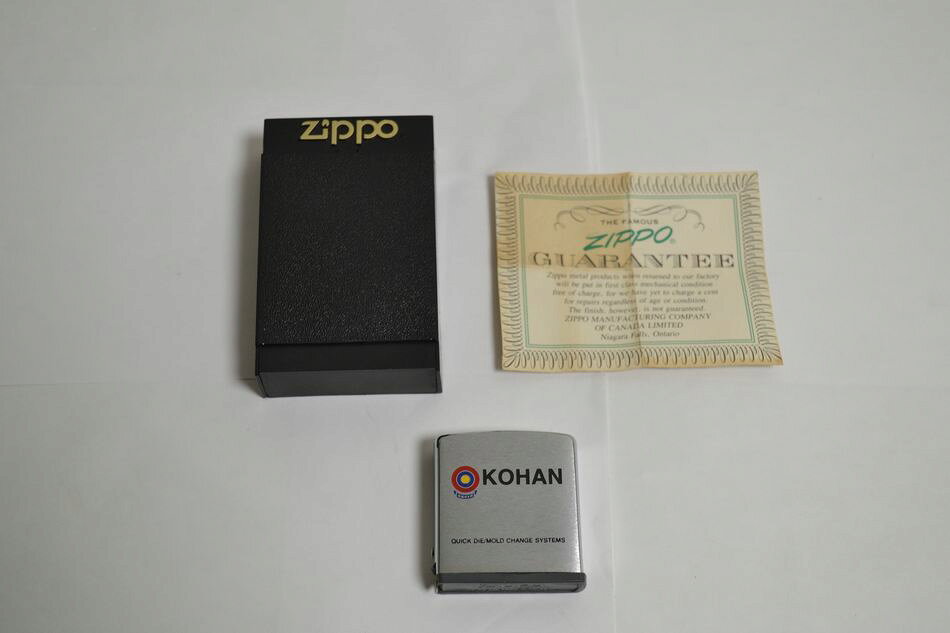 Zippo
THE FAMOUS
ZIPPO®
GUARANTEE
Zippo metal products when returned to our factory
will be put in first class mechanical condition
free of charge, for we have yet to charge a cent
for repairs regardless of age or condition.
The finish, however, is not guaranteed.
ZIPPO MANUFACTURING COMPANY
OF CANADA LIMITED
Niagara Falls, Ontario
KOHAN
QUICK DIE/MOLD CHANGE SYSTEMS